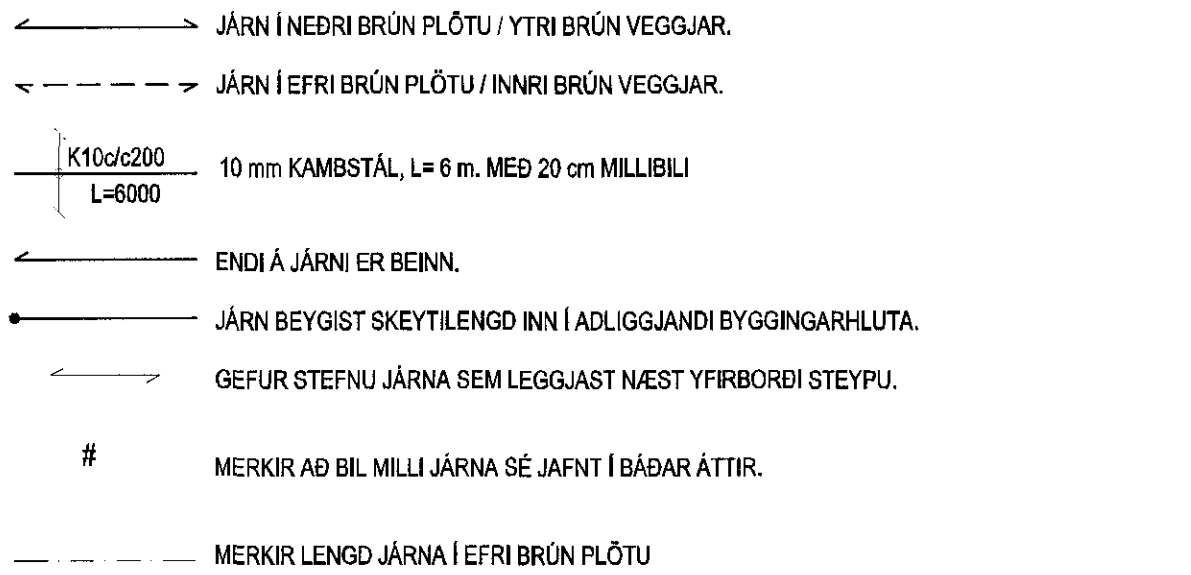 JÁRN Í NEÐRI BRÚN PLÖTU / YTRI BRÚN VEGGJAR.
JÁRN Í EFRI BRÚN PLÖTU / INNRI BRÚN VEGGJAR.
K10c/c200
L=6000
10 mm KAMBSTÁL, L= 6 m. MEÐ 20 cm MILLIBILI
ENDI Á JÁRNI ER BEINN.
JÁRN BEYGIST SKEYTILENGD INN Í ADLIGGJANDI BYGGINGARHLUTA.
GEFUR STEFNU JÁRNA SEM LEGGJAST NÆST YFIRBORÐI STEYPU.
# MERKIR AÐ BIL MILLI JÁRNA SÉ JAFNT Í BÁÐAR ÁTTIR.
MERKIR LENGD JÁRNA Í EFRI BRÚN PLÖTU